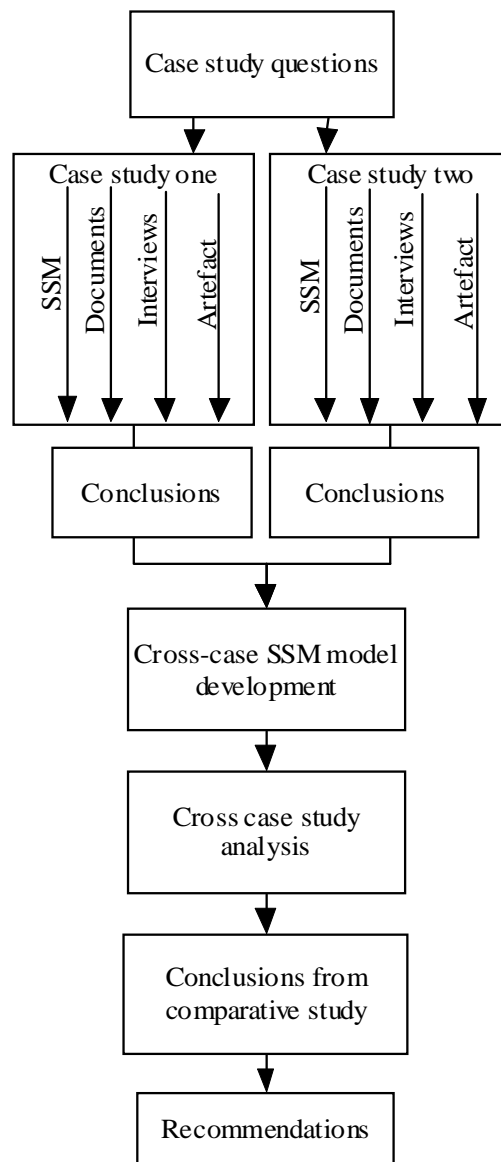 Case study questions
Case study one
SSM
Documents
Interviews
Artefact
Case study two
SSM
Documents
Interviews
Artefact
Conclusions
Conclusions
Cross-case SSM model
development
Cross case study
analysis
Conclusions from
comparative study
Recommendations